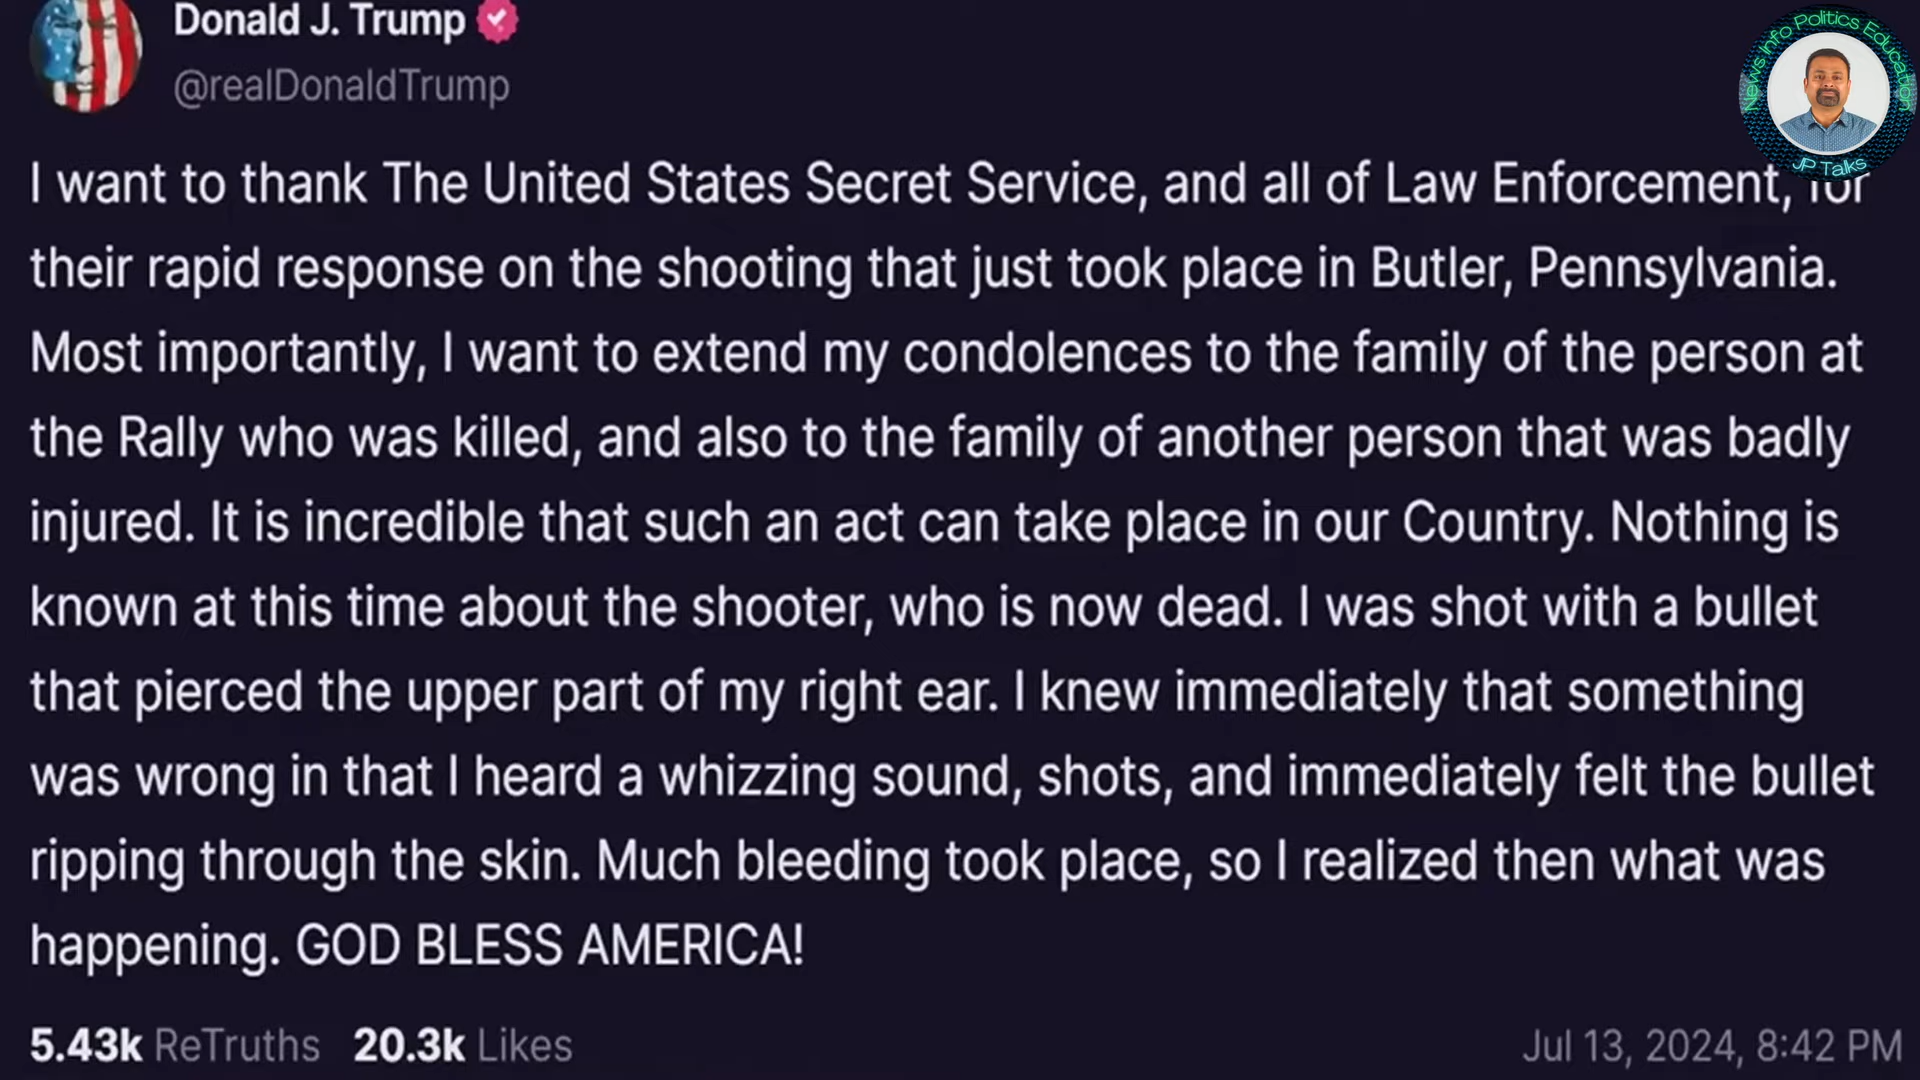 Donald J. Trump
@realDonaldTrump
News Info Politics Education
JP Talks
I want to thank The United States Secret Service, and all of Law Enforcement, for
their rapid response on the shooting that just took place in Butler, Pennsylvania.
Most importantly, I want to extend my condolences to the family of the person at
the Rally who was killed, and also to the family of another person that was badly
injured. It is incredible that such an act can take place in our Country. Nothing is
known at this time about the shooter, who is now dead. I was shot with a bullet
that pierced the upper part of my right ear. I knew immediately that something
was wrong in that I heard a whizzing sound, shots, and immediately felt the bullet
ripping through the skin. Much bleeding took place, so I realized then what was
happening. GOD BLESS AMERICA!
5.43k ReTruths 20.3k Likes
Jul 13, 2024, 8:42 PM